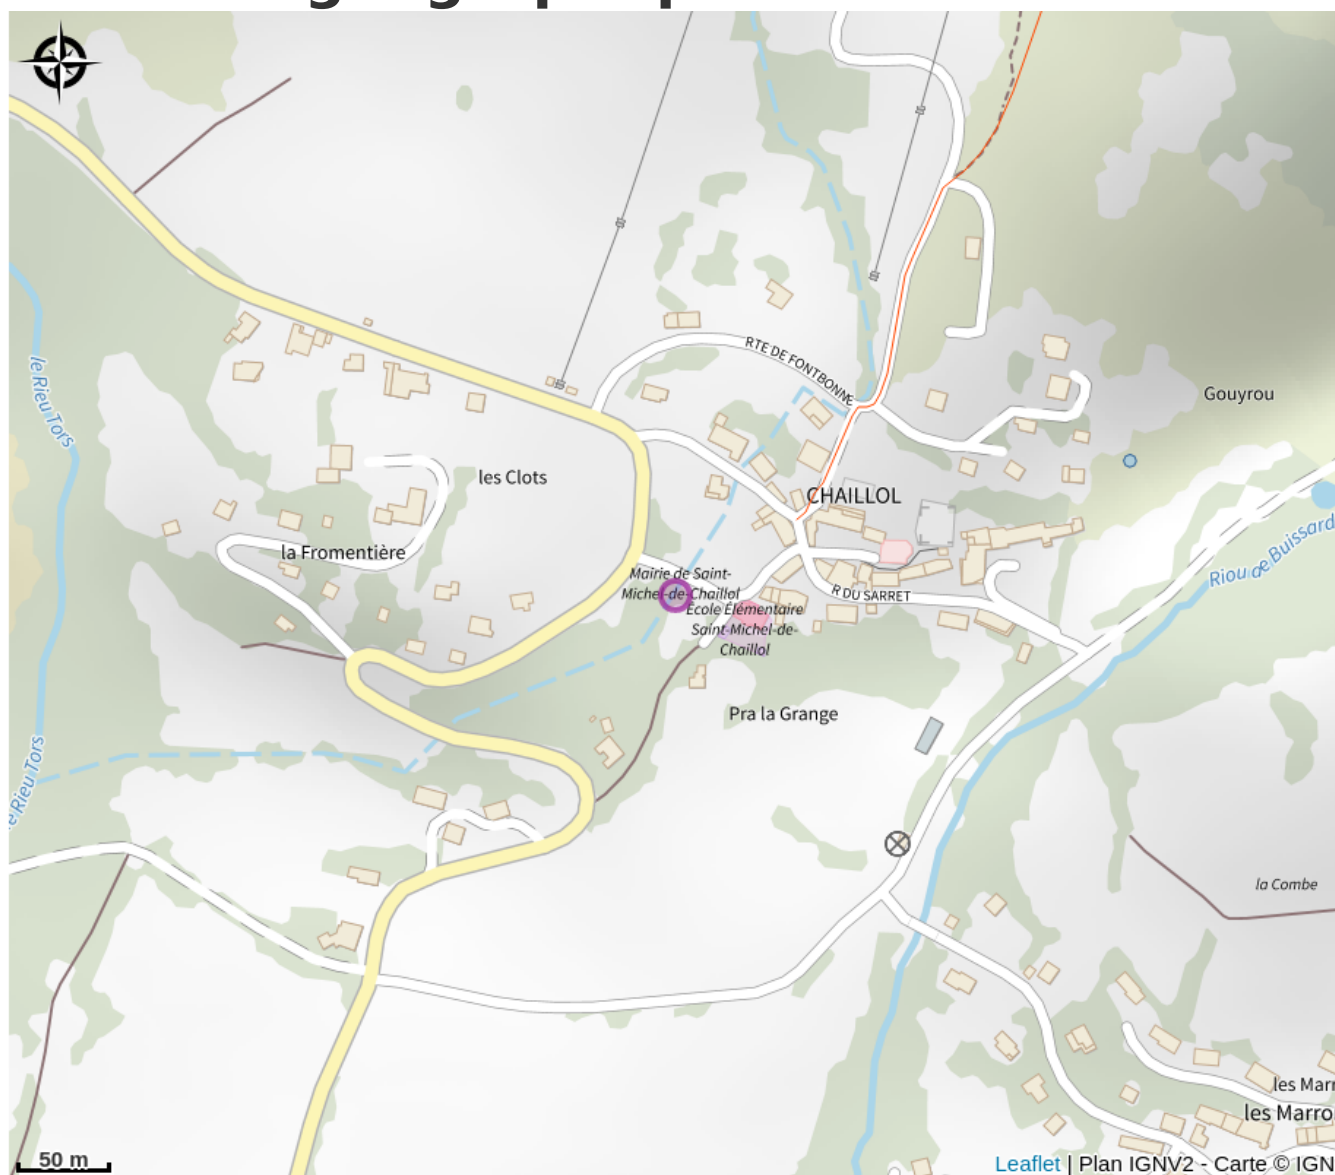 RTE DE FONTBONNE
Gouyrou
le Rieu Tors
les Clots
CHAILLOL
la Fromentière
Riou de Buissard
Mairie de Saint-
Michel-de-Chaillol
École Élémentaire
Saint-Michel-de-
Chaillol
R DU SARRET
Pra la Grange
le Rieu Tors
la Combe
les Marr
les Marro
50 m
Leaflet | Plan IGNV2 - Carte © IGN